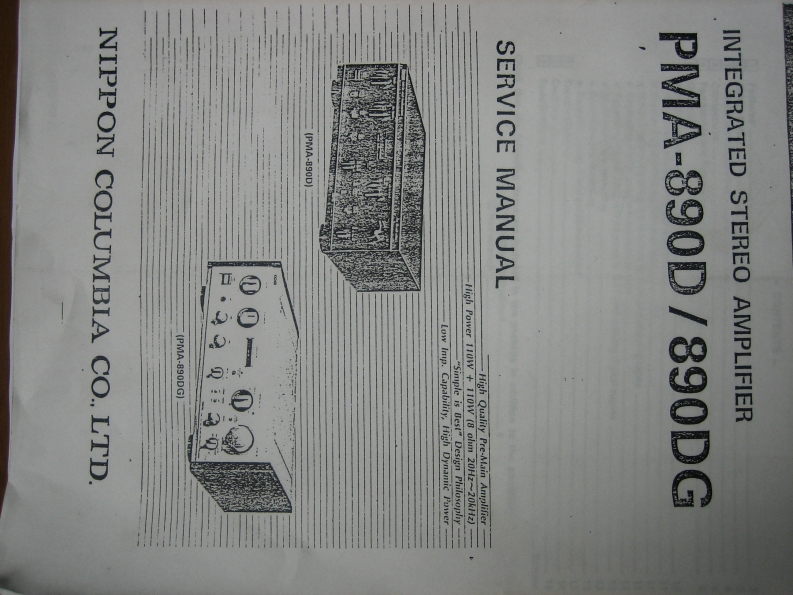 INTEGRATED STEREO AMPLIFIER
PMA-890D / 890DG
SERVICE MANUAL
High Quality Pre-Main Amplifier
High Power 110W + 110W (8 ohm 20Hz~20kHz)
"Simple is Best" Design Philosophy
Low Imp. Capability, High Dynamic Power
(PMA-890D)
(PMA-890DG)
NIPPON COLUMBIA CO., LTD.